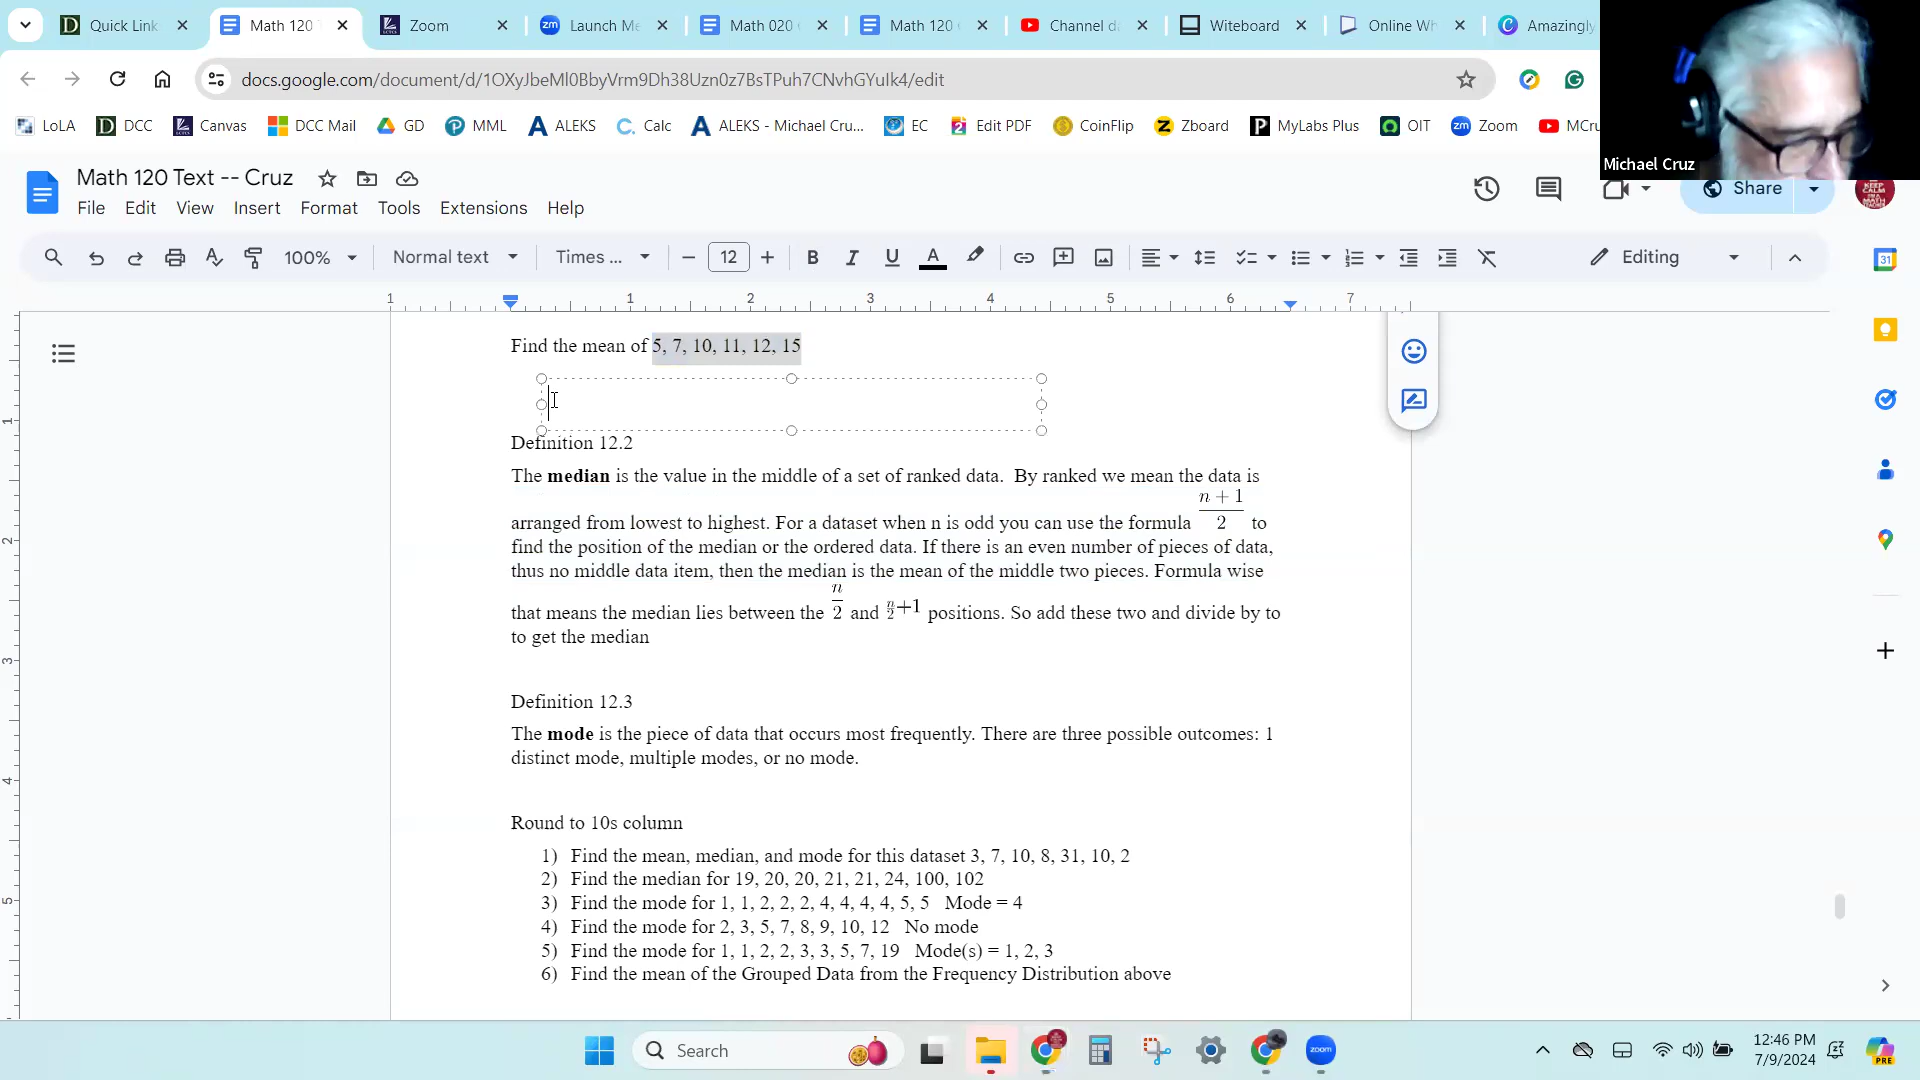 Quick Link
Math 120 T
Zoom
Launch Me
Math 020
Math 120
Channel da
Witeboard
Online Wh
Amazingly
docs.google.com/document/d/1OXyJbeMl0BbyVrm9Dh38Uzn0z7BsTPuh7CNvhGYuIk4/edit
LoLA
DCC
Canvas
DCC Mail
GD
MML
ALEKS
Calc
ALEKS - Michael Cru...
EC
Edit PDF
CoinFlip
Zboard
MyLabs Plus
OIT
Zoom
MCru
Michael Cruz
Math 120 Text -- Cruz
File Edit View Insert Format Tools Extensions Help
Share
100% Normal text Times ... 12 Editing
1 1 2 3 4 5 6 7
Find the mean of 5, 7, 10, 11, 12, 15
Definition 12.2
The median is the value in the middle of a set of ranked data.  By ranked we mean the data is
arranged from lowest to highest. For a dataset when n is odd you can use the formula (n + 1)/2 to
find the position of the median or the ordered data. If there is an even number of pieces of data,
thus no middle data item, then the median is the mean of the middle two pieces. Formula wise
that means the median lies between the n/2 and n/2+1 positions. So add these two and divide by to
to get the median
Definition 12.3
The mode is the piece of data that occurs most frequently. There are three possible outcomes: 1
distinct mode, multiple modes, or no mode.
Round to 10s column
1) Find the mean, median, and mode for this dataset 3, 7, 10, 8, 31, 10, 2
2) Find the median for 19, 20, 20, 21, 21, 24, 100, 102
3) Find the mode for 1, 1, 2, 2, 2, 4, 4, 4, 4, 5, 5   Mode = 4
4) Find the mode for 2, 3, 5, 7, 8, 9, 10, 12   No mode
5) Find the mode for 1, 1, 2, 2, 3, 3, 5, 7, 19   Mode(s) = 1, 2, 3
6) Find the mean of the Grouped Data from the Frequency Distribution above
1
2
3
4
5
Search
12:46 PM
7/9/2024